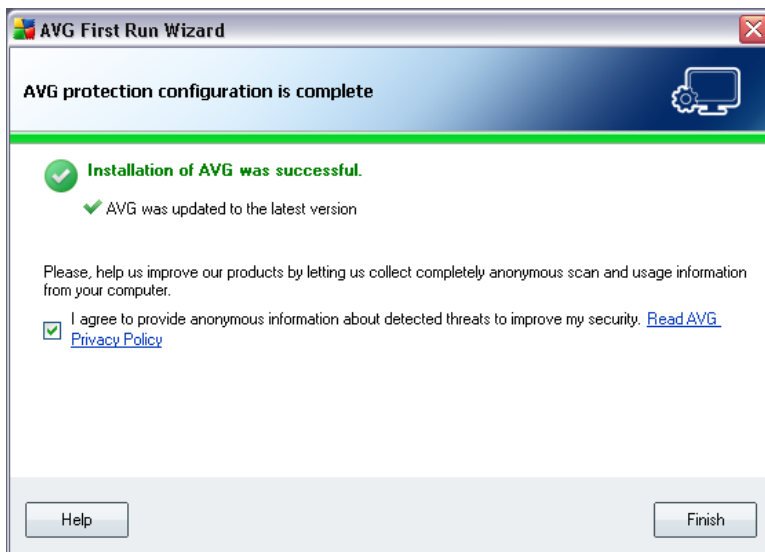 AVG First Run Wizard
AVG protection configuration is complete
Installation of AVG was successful.
AVG was updated to the latest version
Please, help us improve our products by letting us collect completely anonymous scan and usage information
from your computer.
I agree to provide anonymous information about detected threats to improve my security. Read AVG
Privacy Policy
Help
Finish